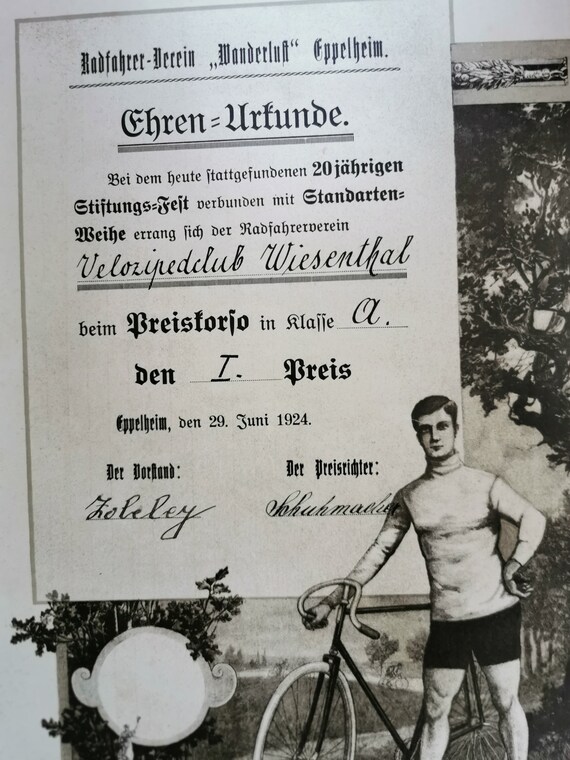 Radfahrer-Verein „Wanderlust“ Eppelheim.
Ehren-Urkunde.
Bei dem heute stattgefundenen 20jährigen
Stiftungs-Fest verbunden mit Standarten-
Weihe errang sich der Radfahrerverein
Velozipedclub Wiesenthal
beim Preiskorso in Klasse A.
den I. Preis
Eppelheim, den 29. Juni 1924.
Der Vorstand: Der Preisrichter:
Schuhmacher